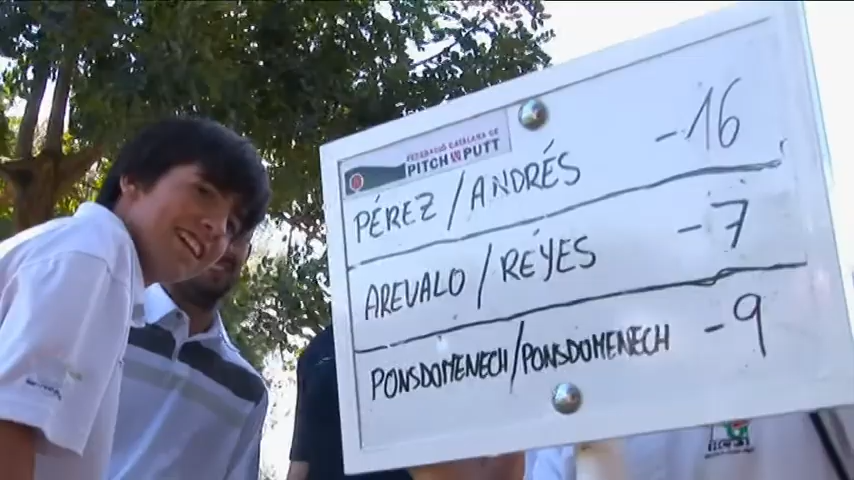 FEDERACIÓ CATALANA DE
PITCH & PUTT
PÉREZ / ANDRÉS -16
AREVALO / REYES -7
PONSDOMENECH / PONSDOMENECH -9